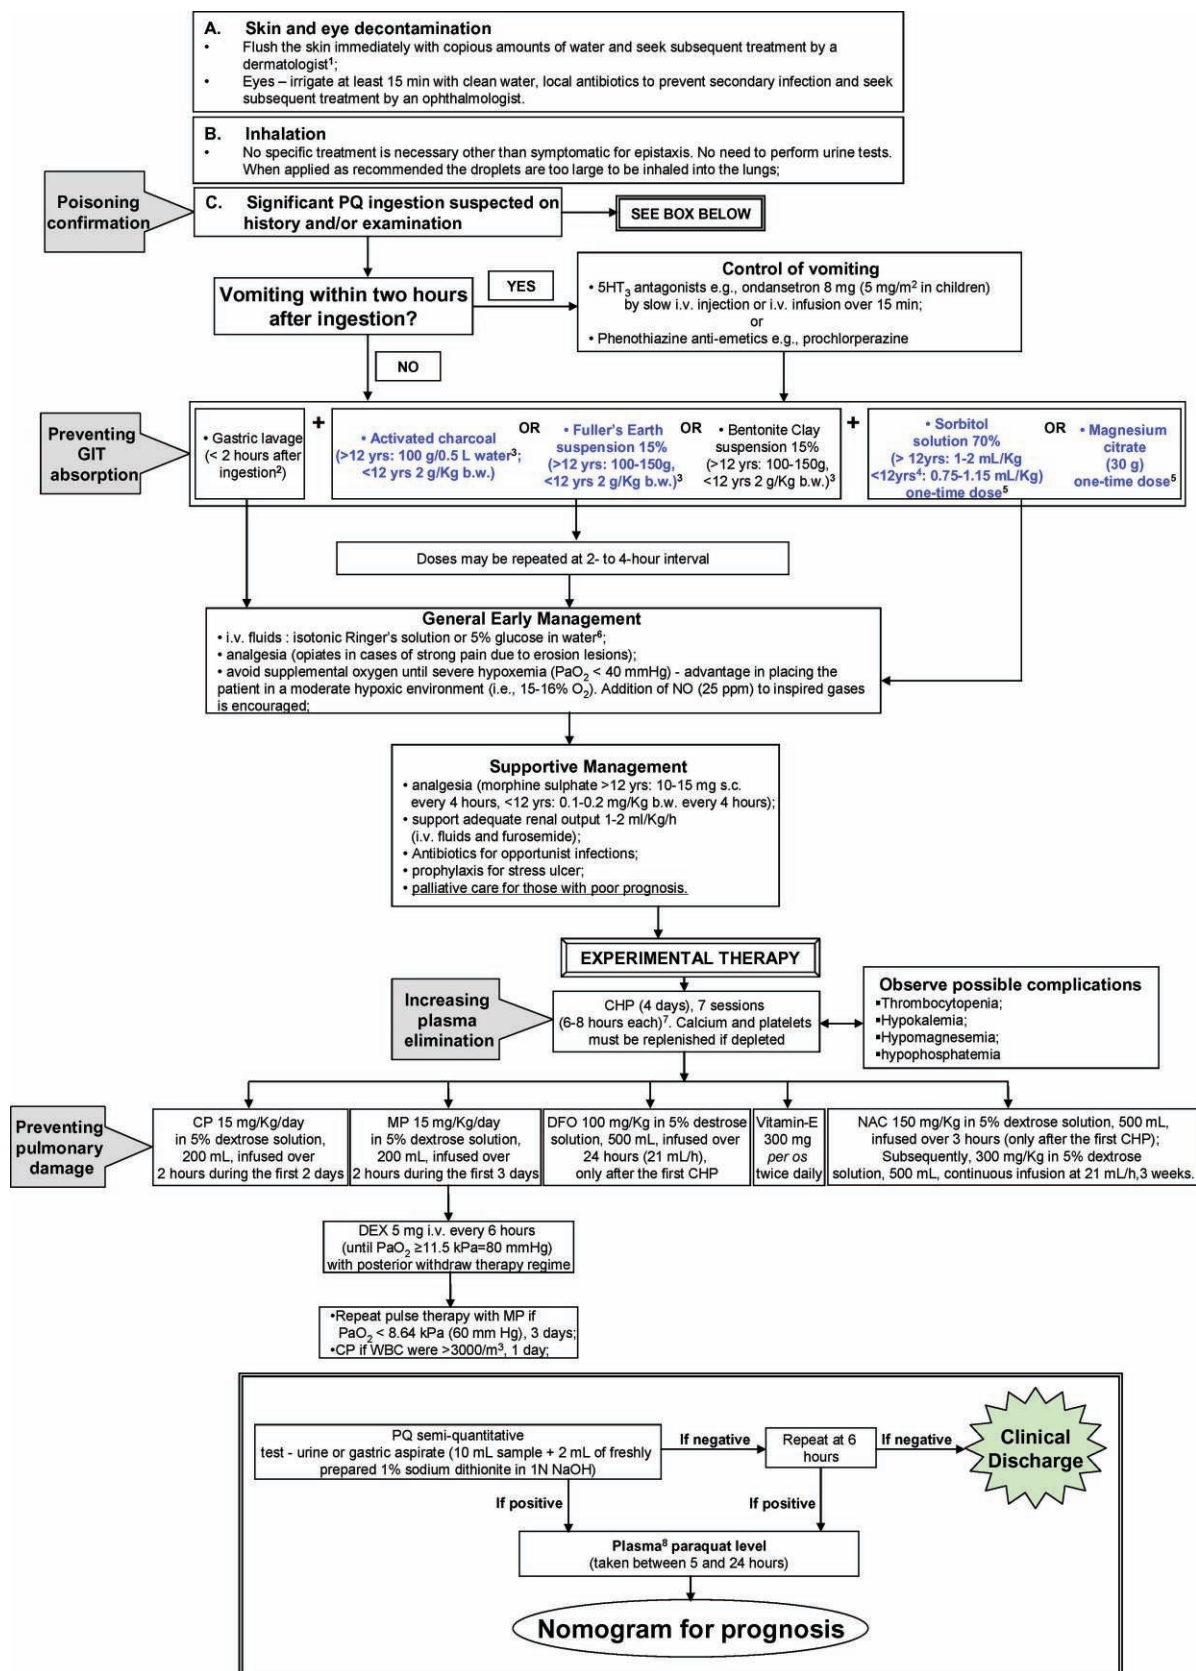 A. Skin and eye decontamination
• Flush the skin immediately with copious amounts of water and seek subsequent treatment by a
dermatologist¹;
• Eyes – irrigate at least 15 min with clean water, local antibiotics to prevent secondary infection and seek
subsequent treatment by an ophthalmologist.
B. Inhalation
• No specific treatment is necessary other than symptomatic for epistaxis. No need to perform urine tests.
When applied as recommended the droplets are too large to be inhaled into the lungs;
Poisoning
confirmation
C. Significant PQ ingestion suspected on
history and/or examination
SEE BOX BELOW
Vomiting within two hours
after ingestion?
YES
NO
Control of vomiting
• 5HT₃ antagonists e.g., ondansetron 8 mg (5 mg/m² in children)
by slow i.v. injection or i.v. infusion over 15 min;
or
• Phenothiazine anti-emetics e.g., prochlorperazine
Preventing
GIT
absorption
• Gastric lavage
(< 2 hours after
ingestion²)
+
• Activated charcoal
(>12 yrs: 100 g/0.5 L water³;
<12 yrs 2 g/Kg b.w.)
OR
• Fuller's Earth
suspension 15%
(>12 yrs: 100-150g,
<12 yrs 2 g/Kg b.w.)³
OR
• Bentonite Clay
suspension 15%
(>12 yrs: 100-150g,
<12 yrs 2 g/Kg b.w.)³
+
• Sorbitol
solution 70%
(> 12yrs: 1-2 mL/Kg
<12yrs⁴: 0.75-1.15 mL/Kg)
one-time dose⁵
OR
• Magnesium
citrate
(30 g)
one-time dose⁵
Doses may be repeated at 2- to 4-hour interval
General Early Management
• i.v. fluids : isotonic Ringer's solution or 5% glucose in water⁶;
• analgesia (opiates in cases of strong pain due to erosion lesions);
• avoid supplemental oxygen until severe hypoxemia (PaO₂ < 40 mmHg) - advantage in placing the
patient in a moderate hypoxic environment (i.e., 15-16% O₂). Addition of NO (25 ppm) to inspired gases
is encouraged;
Supportive Management
• analgesia (morphine sulphate >12 yrs: 10-15 mg s.c.
every 4 hours, <12 yrs: 0.1-0.2 mg/Kg b.w. every 4 hours);
• support adequate renal output 1-2 ml/Kg/h
(i.v. fluids and furosemide);
• Antibiotics for opportunist infections;
• prophylaxis for stress ulcer;
• palliative care for those with poor prognosis.
EXPERIMENTAL THERAPY
Increasing
plasma
elimination
CHP (4 days), 7 sessions
(6-8 hours each)⁷. Calcium and platelets
must be replenished if depleted
Observe possible complications
▪Thrombocytopenia;
▪Hypokalemia;
▪Hypomagnesemia;
▪hypophosphatemia
Preventing
pulmonary
damage
CP 15 mg/Kg/day
in 5% dextrose solution,
200 mL, infused over
2 hours during the first 2 days
MP 15 mg/Kg/day
in 5% dextrose solution,
200 mL, infused over
2 hours during the first 3 days
DFO 100 mg/Kg in 5% destrose
solution, 500 mL, infused over
24 hours (21 mL/h),
only after the first CHP
Vitamin-E
300 mg
per os
twice daily
NAC 150 mg/Kg in 5% dextrose solution, 500 mL,
infused over 3 hours (only after the first CHP);
Subsequently, 300 mg/Kg in 5% dextrose
solution, 500 mL, continuous infusion at 21 mL/h,3 weeks.
DEX 5 mg i.v. every 6 hours
(until PaO₂ ≥11.5 kPa=80 mmHg)
with posterior withdraw therapy regime
•Repeat pulse therapy with MP if
PaO₂ < 8.64 kPa (60 mm Hg), 3 days;
•CP if WBC were >3000/m³, 1 day;
PQ semi-quantitative
test - urine or gastric aspirate (10 mL sample + 2 mL of freshly
prepared 1% sodium dithionite in 1N NaOH)
If negative
Repeat at 6
hours
If negative
Clinical
Discharge
If positive
If positive
Plasma⁸ paraquat level
(taken between 5 and 24 hours)
Nomogram for prognosis